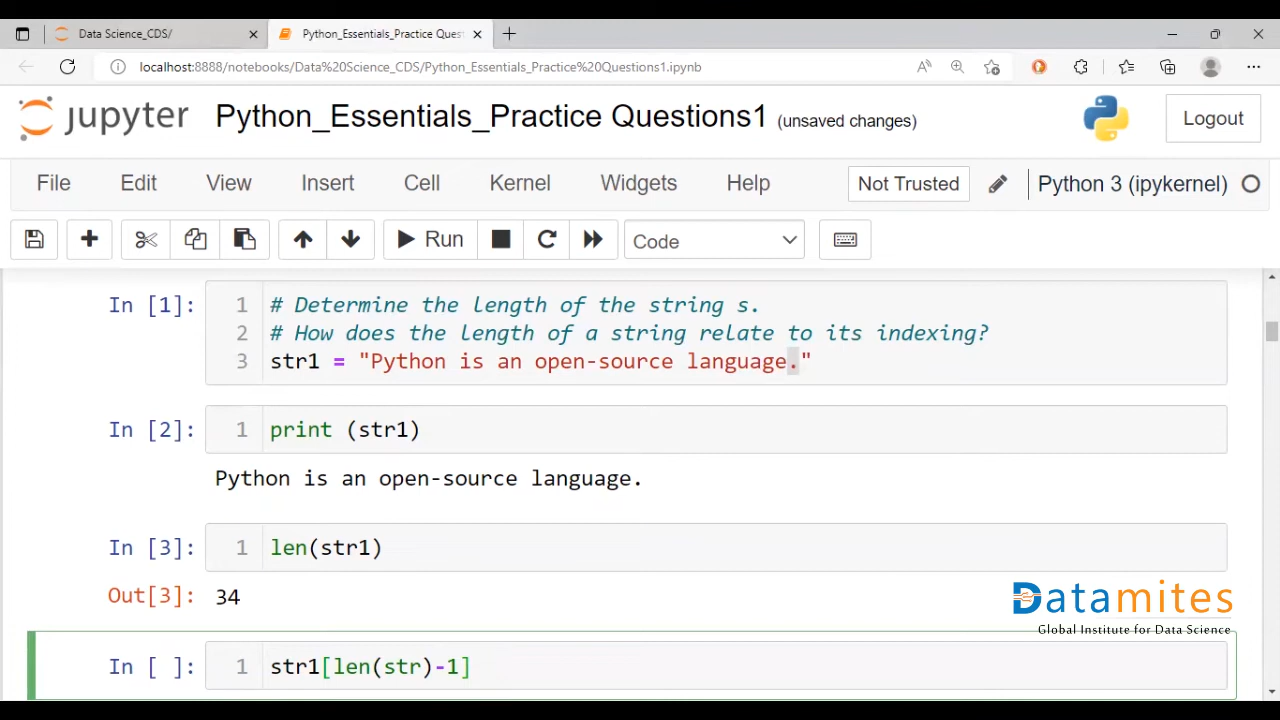 Data Science_CDS/
Python_Essentials_Practice Quest
localhost:8888/notebooks/Data%20Science_CDS/Python_Essentials_Practice%20Questions1.ipynb
jupyter Python_Essentials_Practice Questions1 (unsaved changes)
Logout
File Edit View Insert Cell Kernel Widgets Help Not Trusted Python 3 (ipykernel)
Run Code
In [1]: 1 # Determine the length of the string s.
2 # How does the length of a string relate to its indexing?
3 str1 = "Python is an open-source language."
In [2]: 1 print (str1)
Python is an open-source language.
In [3]: 1 len(str1)
Out[3]: 34
Datamites
Global Institute for Data Science
In [ ]: 1 str1[len(str)-1]